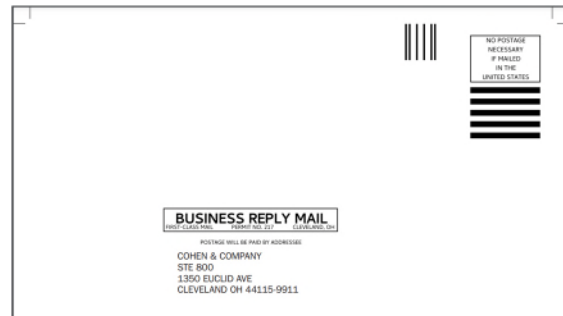 NO POSTAGE
NECESSARY
IF MAILED
IN THE
UNITED STATES
BUSINESS REPLY MAIL
FIRST-CLASS MAIL PERMIT NO. 217 CLEVELAND, OH
POSTAGE WILL BE PAID BY ADDRESSEE
COHEN & COMPANY
STE 800
1350 EUCLID AVE
CLEVELAND OH 44115-9911